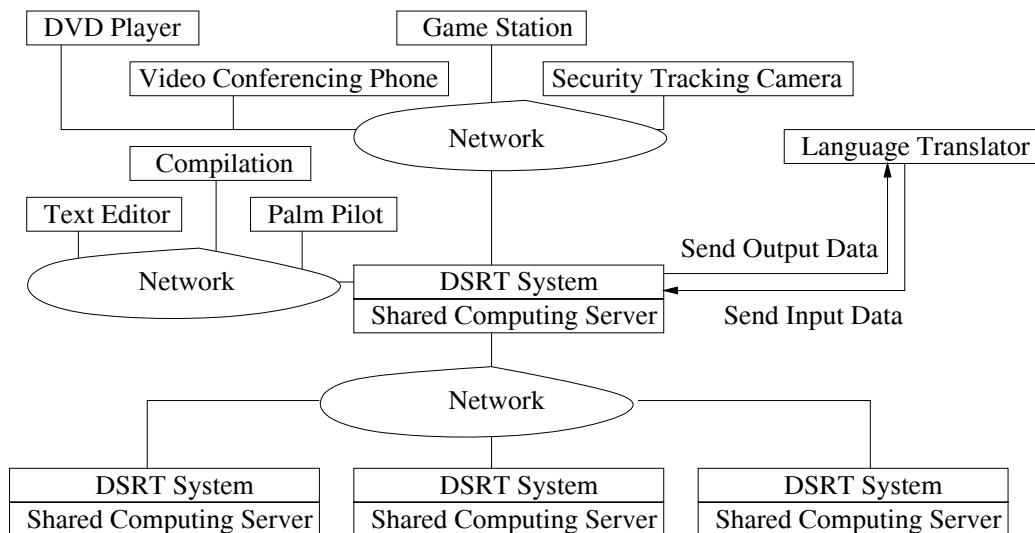 DVD Player
Game Station
Video Conferencing Phone
Security Tracking Camera
Network
Language Translator
Compilation
Text Editor
Palm Pilot
Send Output Data
Network
DSRT System
Shared Computing Server
Send Input Data
Network
DSRT System
DSRT System
DSRT System
Shared Computing Server
Shared Computing Server
Shared Computing Server